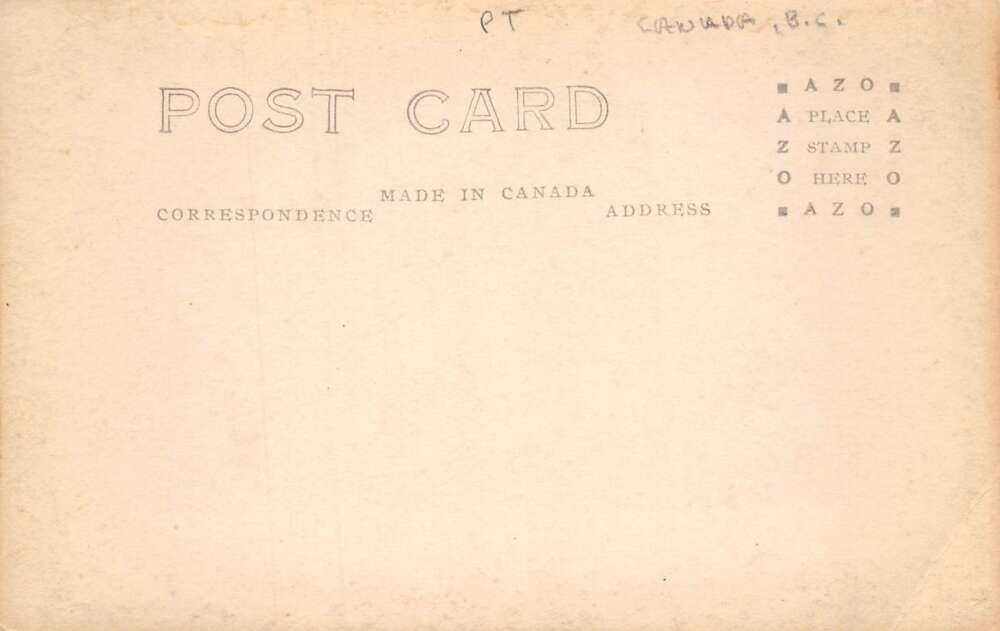 PT
CANADA, B.C.
POST CARD
MADE IN CANADA
CORRESPONDENCE
ADDRESS
AZO
A PLACE A
Z STAMP Z
O HERE O
AZO